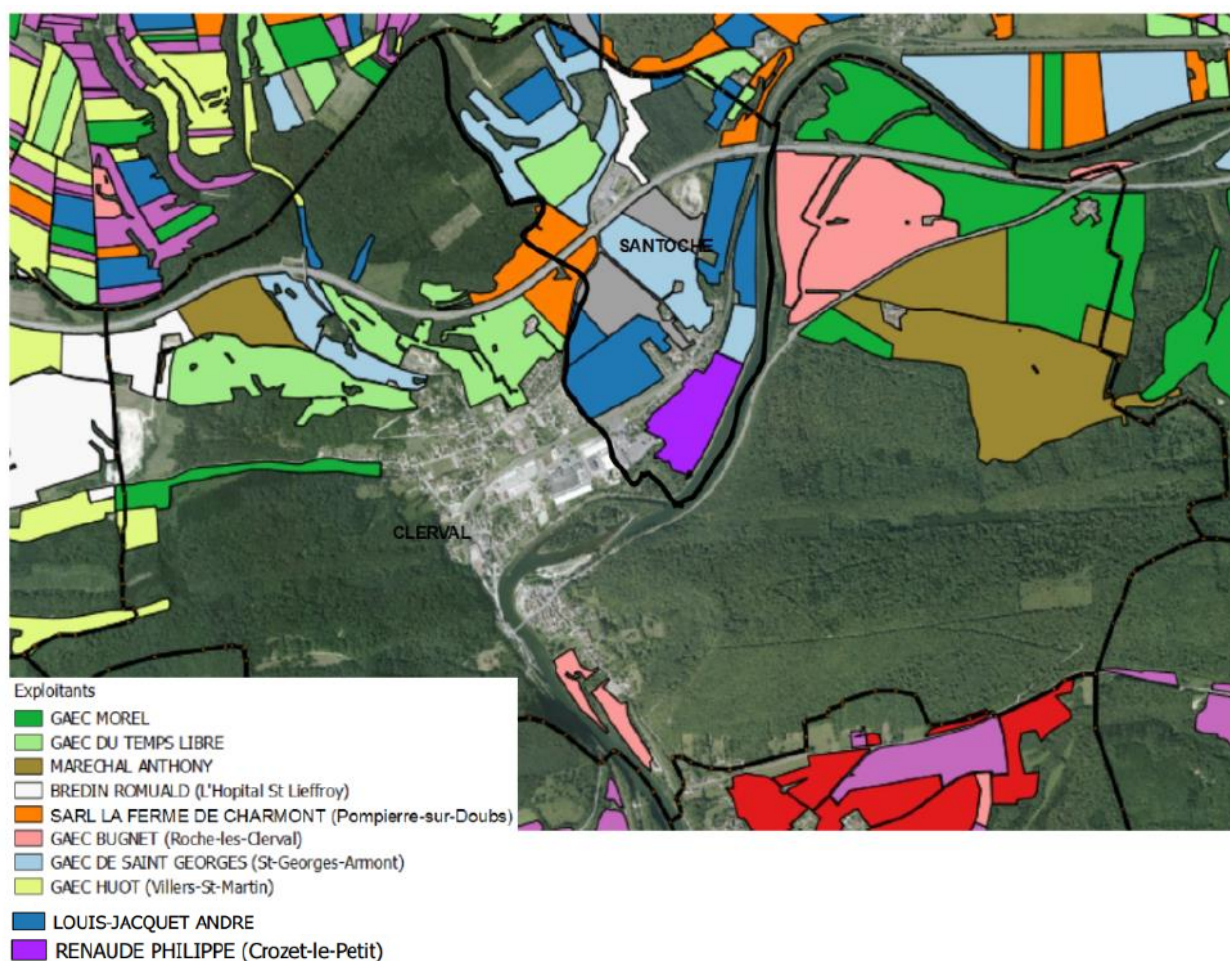 SANTOCHE
CLERVAL
Exploitants
GAEC MOREL
GAEC DU TEMPS LIBRE
MARECHAL ANTHONY
BREDIN ROMUALD (L'Hopital St Lieffroy)
SARL LA FERME DE CHARMONT (Pompierre-sur-Doubs)
GAEC BUGNET (Roche-les-Clerval)
GAEC DE SAINT GEORGES (St-Georges-Armont)
GAEC HUOT (Villers-St-Martin)
LOUIS-JACQUET ANDRE
RENAUDE PHILIPPE (Crozet-le-Petit)